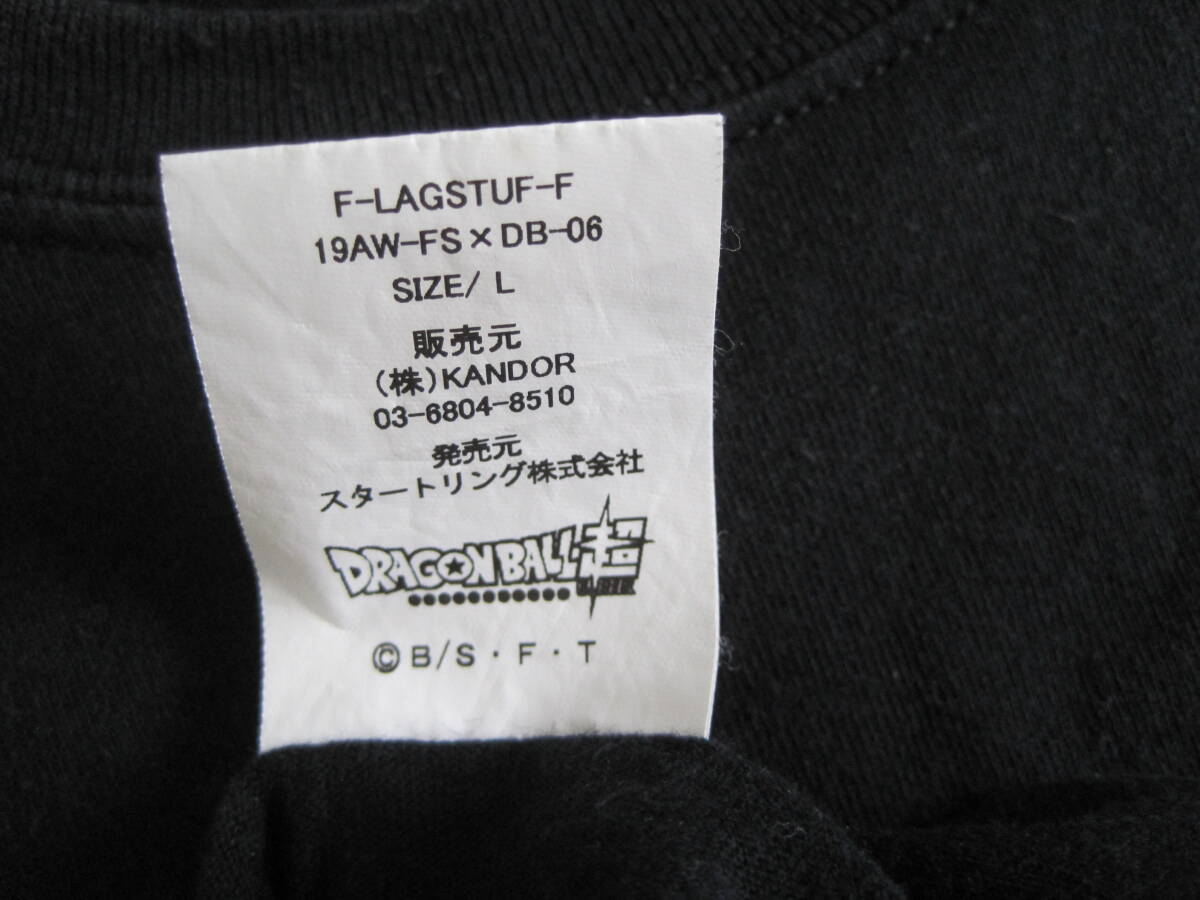 F-LAGSTUF-F
19AW-FS×DB-06
SIZE/ L
販売元
(株)KANDOR
03-6804-8510
発売元
スタートリング株式会社
DRAGONBALL超
©B/S・F・T